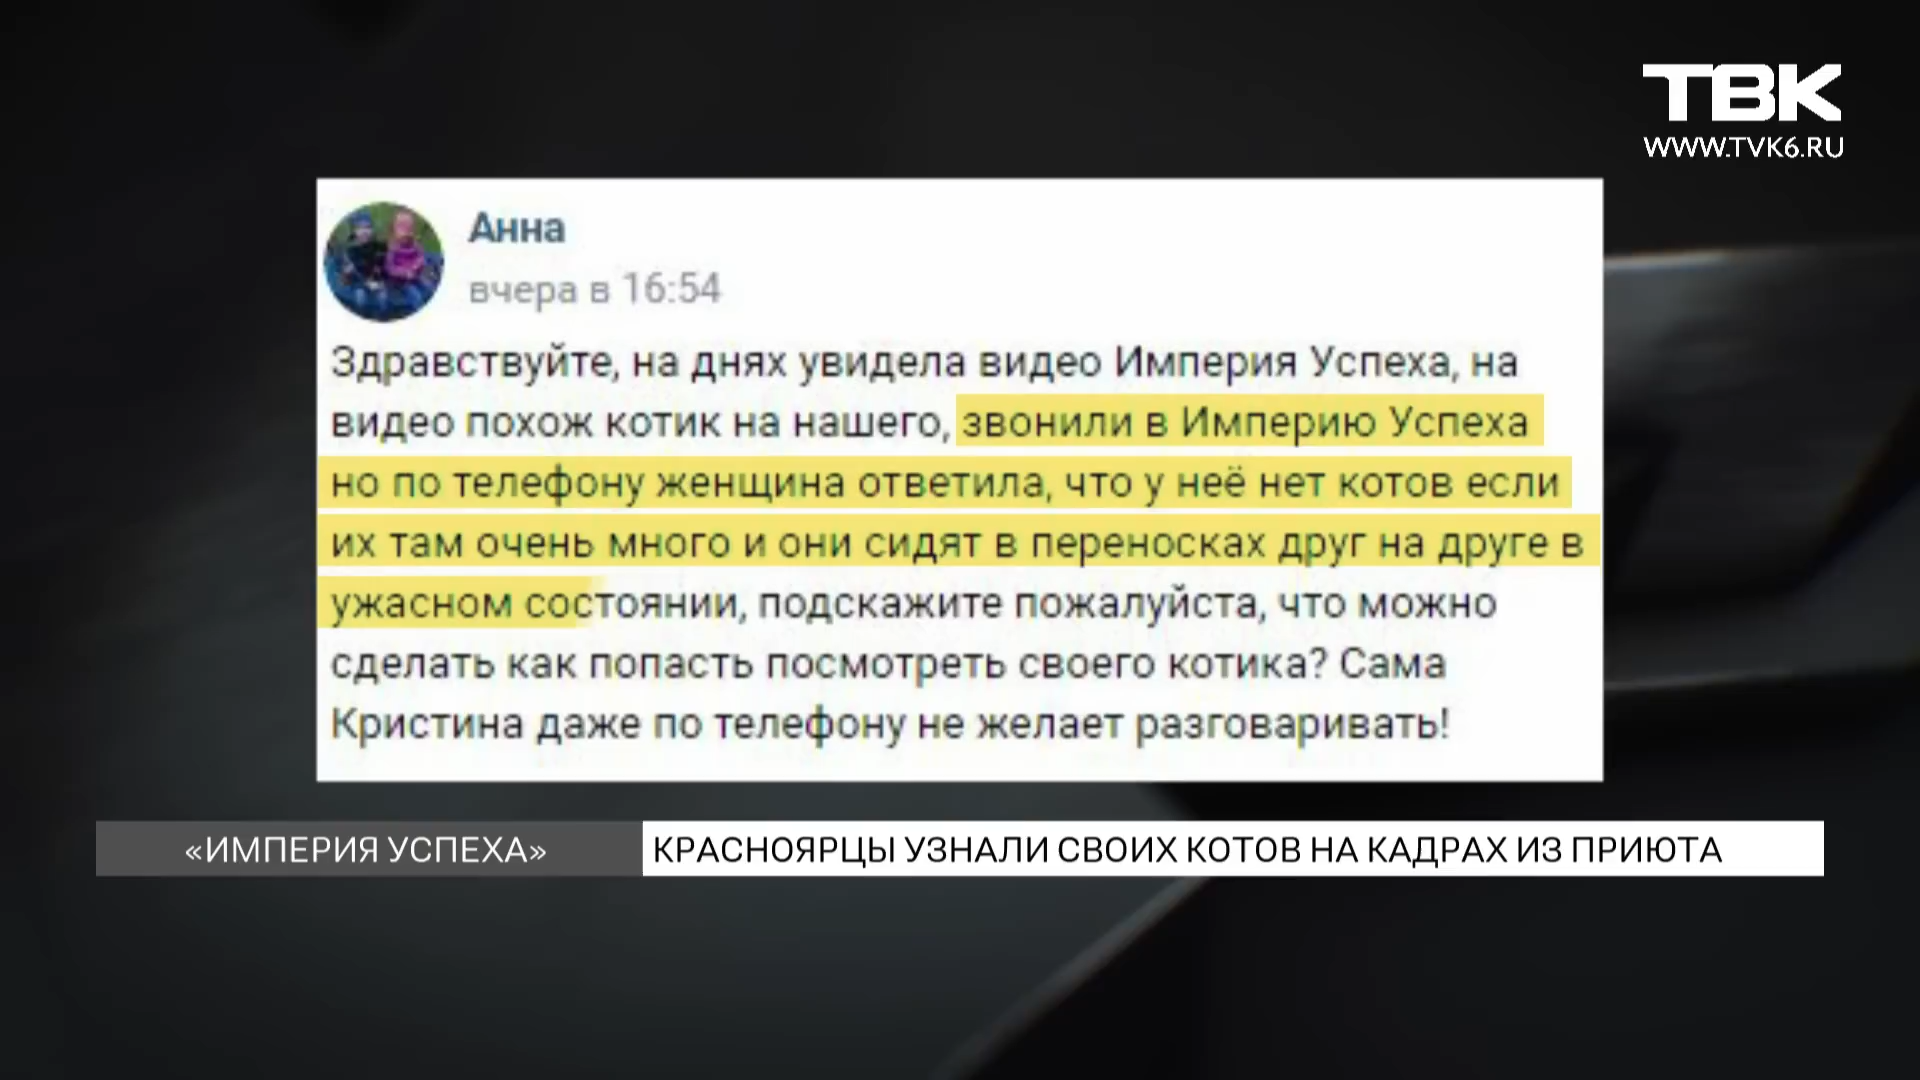 ТВК
WWW.TVK6.RU
Анна
вчера в 16:54
Здравствуйте, на днях увидела видео Империя Успеха, на
видео похож котик на нашего, звонили в Империю Успеха
но по телефону женщина ответила, что у неё нет котов если
их там очень много и они сидят в переносках друг на друге в
ужасном состоянии, подскажите пожалуйста, что можно
сделать как попасть посмотреть своего котика? Сама
Кристина даже по телефону не желает разговаривать!
«ИМПЕРИЯ УСПЕХА»
КРАСНОЯРЦЫ УЗНАЛИ СВОИХ КОТОВ НА КАДРАХ ИЗ ПРИЮТА